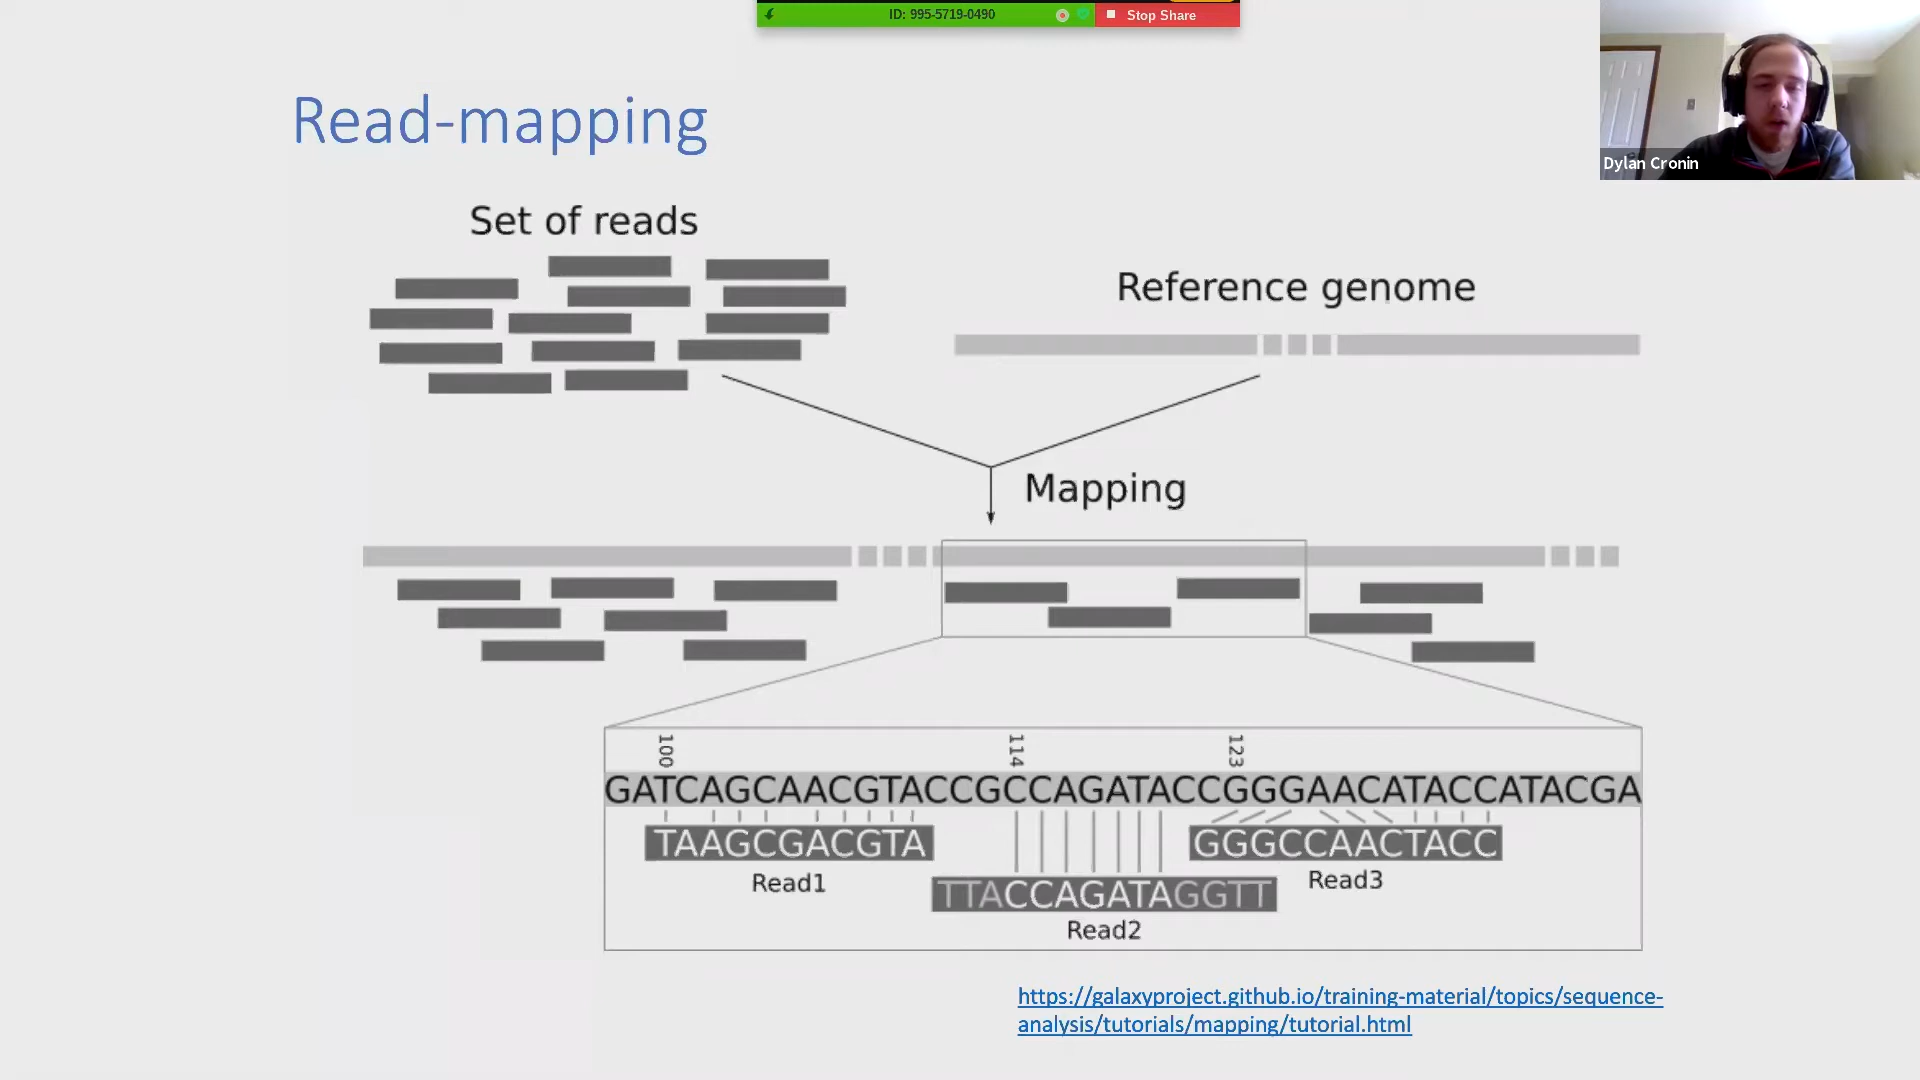 ID: 995-5719-0490
Stop Share
Dylan Cronin
Read-mapping
Set of reads
Reference genome
Mapping
100
114
123
GATCAGCAACGTACCGCCAGATACCGGGAACATACCATACGA
TAAGCGACGTA
GGGCCAACTACC
Read1
Read3
TTACCAGATAGGTT
Read2
https://galaxyproject.github.io/training-material/topics/sequence-
analysis/tutorials/mapping/tutorial.html